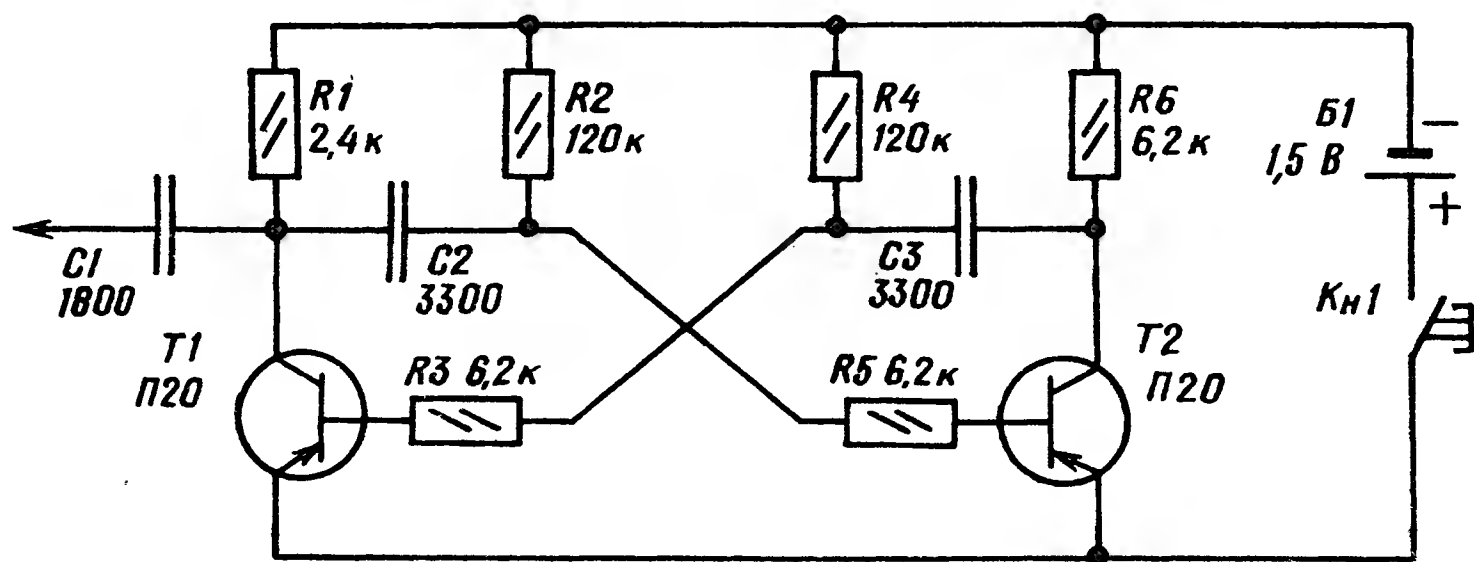 R1
2,4к
R2
120к
R4
120к
R6
6,2к
Б1
1,5 В
−
+
C1
1800
C2
3300
C3
3300
Кн1
T1
П20
R3 6,2к
R5 6,2к
T2
П20